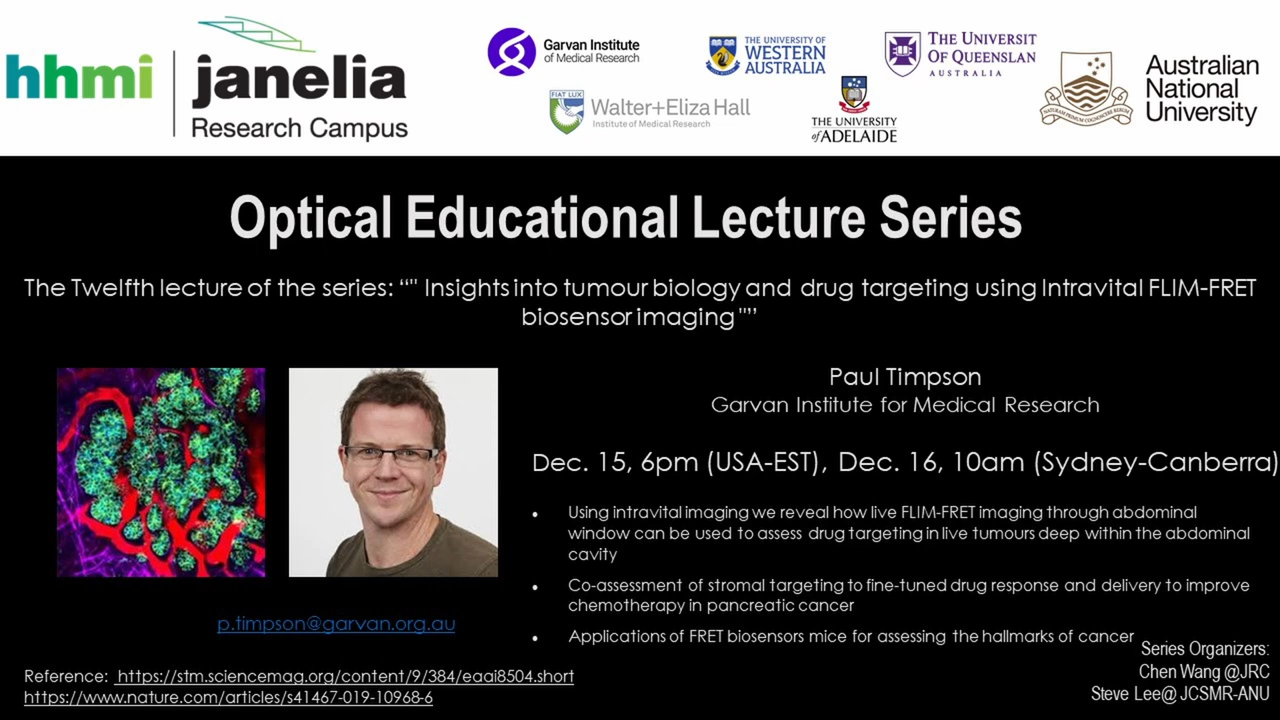 hhmi
janelia
Research Campus
Garvan Institute
of Medical Research
THE UNIVERSITY OF
WESTERN
AUSTRALIA
THE UNIVERSIT
OF QUEENSLAN
AUSTRALIA
FIAT LUX
Walter+Eliza Hall
Institute of Medical Research
THE UNIVERSITY
of ADELAIDE
NATURAM PRIMUM COGNOSCERE RERUM
Australian
National
University
Optical Educational Lecture Series
The Twelfth lecture of the series: “" Insights into tumour biology and drug targeting using Intravital FLIM-FRET
biosensor imaging "”
Paul Timpson
Garvan Institute for Medical Research
Dec. 15, 6pm (USA-EST), Dec. 16, 10am (Sydney-Canberra)
• Using intravital imaging we reveal how live FLIM-FRET imaging through abdominal
window can be used to assess drug targeting in live tumours deep within the abdominal
cavity
• Co-assessment of stromal targeting to fine-tuned drug response and delivery to improve
chemotherapy in pancreatic cancer
• Applications of FRET biosensors mice for assessing the hallmarks of cancer
p.timpson@garvan.org.au
Reference: https://stm.sciencemag.org/content/9/384/eaai8504.short
https://www.nature.com/articles/s41467-019-10968-6
Series Organizers:
Chen Wang @JRC
Steve Lee@ JCSMR-ANU